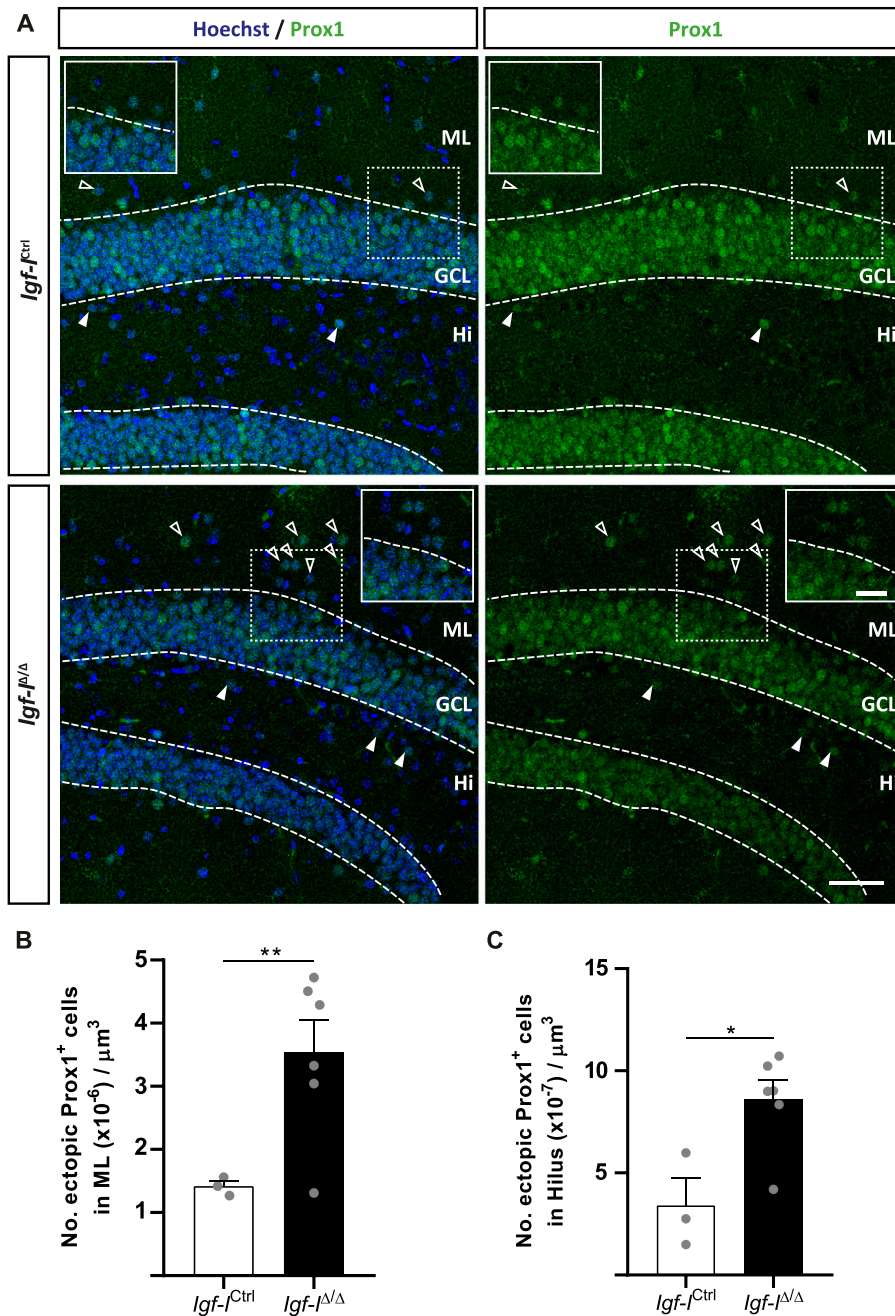 A
Hoechst / Prox1
Prox1
Igf-I^Ctrl
ML
GCL
Hi
ML
GCL
Hi
Igf-I^Δ/Δ
ML
GCL
Hi
ML
GCL
Hi
B
No. ectopic Prox1⁺ cells
in ML (x10⁻⁶) / μm³
5
4
3
2
1
**
Igf-I^Ctrl
Igf-I^Δ/Δ
C
No. ectopic Prox1⁺ cells
in Hilus (x10⁻⁷) / μm³
15
10
5
*
Igf-I^Ctrl
Igf-I^Δ/Δ